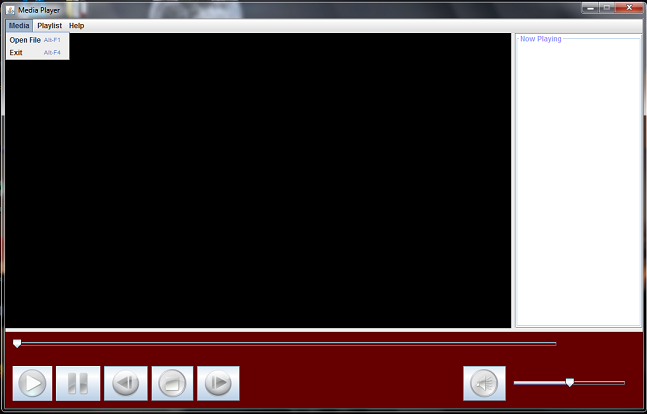 Media Player
Media Playlist Help
Open File Alt-F1
Exit Alt-F4
Now Playing